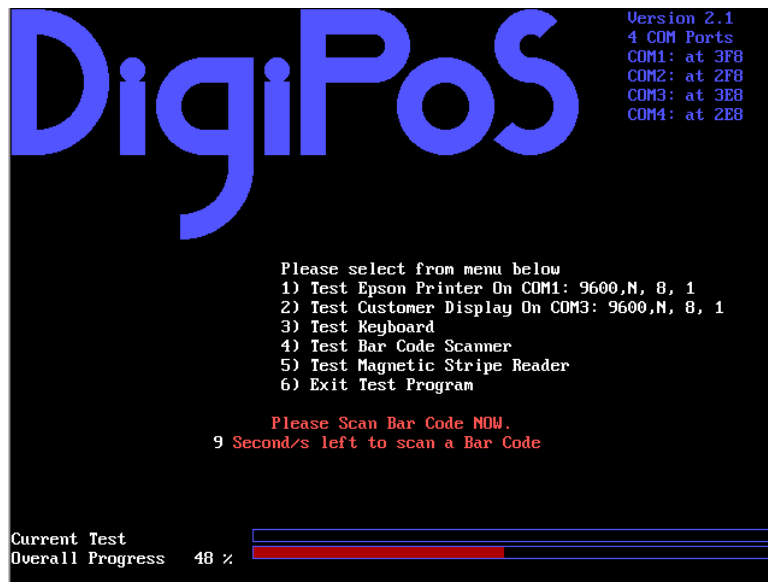 DigiPoS
Version 2.1
4 COM Ports
COM1: at 3F8
COM2: at 2F8
COM3: at 3E8
COM4: at 2E8
Please select from menu below
1) Test Epson Printer On COM1: 9600,N, 8, 1
2) Test Customer Display On COM3: 9600,N, 8, 1
3) Test Keyboard
4) Test Bar Code Scanner
5) Test Magnetic Stripe Reader
6) Exit Test Program
Please Scan Bar Code NOW.
9 Second/s left to scan a Bar Code
Current Test
Overall Progress 48 %